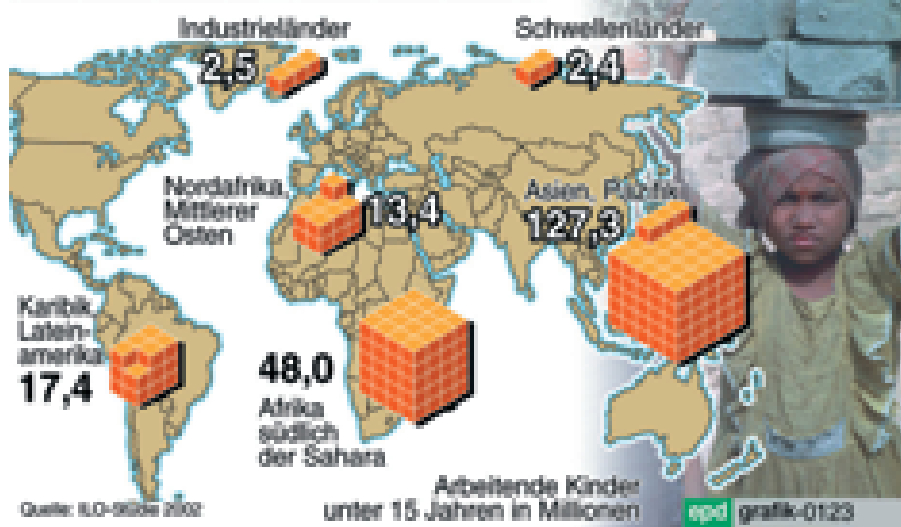 Industrieländer
2,5
Schwellenländer
2,4
Nordafrika,
Mittlerer
Osten
13,4
Asien, Pazifik
127,3
Karibik,
Latein-
amerika
17,4
48,0
Afrika
südlich
der Sahara
Arbeitende Kinder
unter 15 Jahren in Millionen
Quelle: ILO-Studie 2002
epd grafik-0123